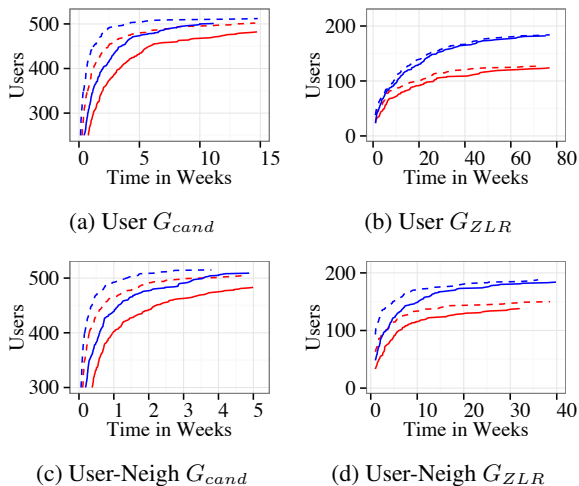 500
400
300
Users
0
5
10
15
Time in Weeks
(a) User G_cand
200
100
0
Users
0
20
40
60
80
Time in Weeks
(b) User G_ZLR
500
400
300
Users
0
1
2
3
4
5
Time in Weeks
(c) User-Neigh G_cand
200
100
0
Users
0
10
20
30
40
Time in Weeks
(d) User-Neigh G_ZLR